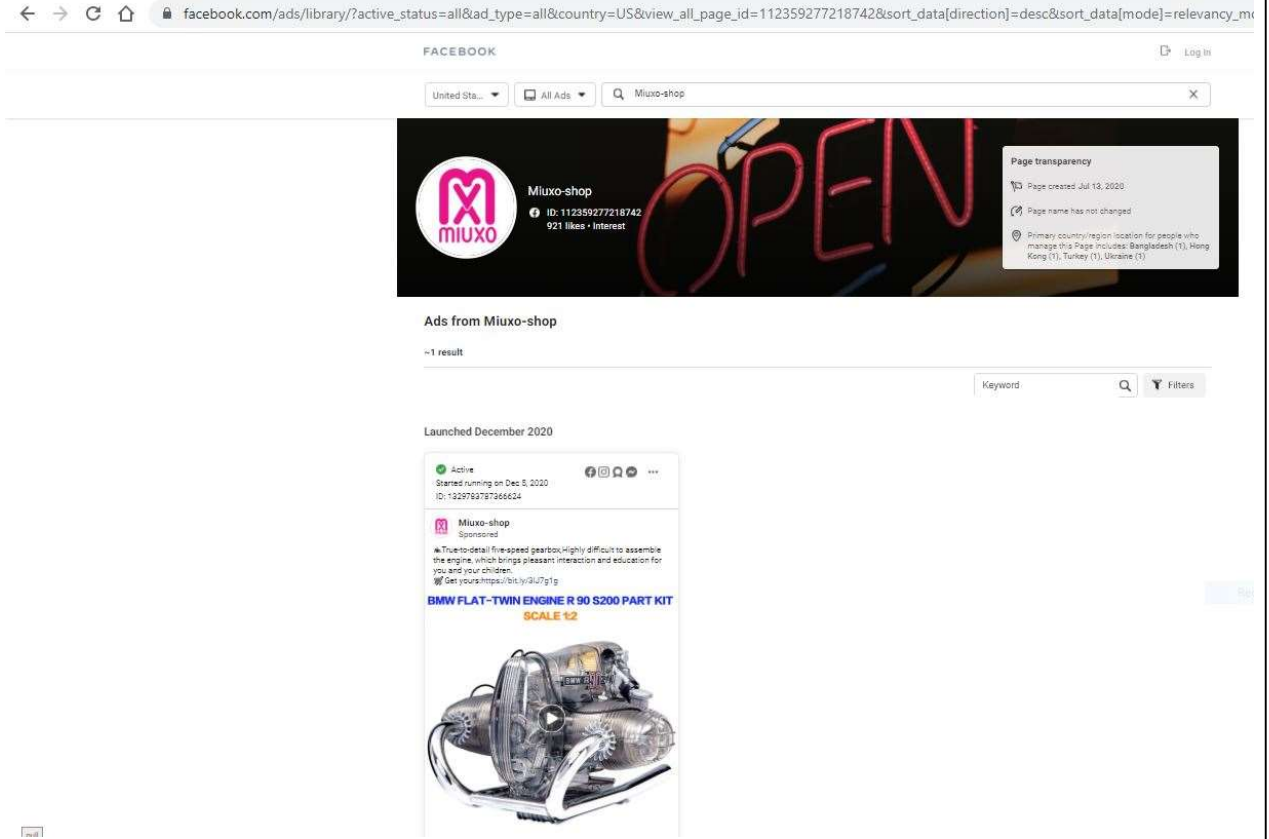 facebook.com/ads/library/?active_status=all&ad_type=all&country=US&view_all_page_id=112359277218742&sort_data[direction]=desc&sort_data[mode]=relevancy_mo
FACEBOOK
Log In
United Sta...
All Ads
Miuxo-shop
OPEN
MIUXO
Miuxo-shop
ID: 112359277218742
921 likes • Interest
Page transparency
Page created Jul 13, 2020
Page name has not changed
Primary country/region location for people who
manage this Page includes: Bangladesh (1), Hong
Kong (1), Turkey (1), Ukraine (1)
Ads from Miuxo-shop
~1 result
Keyword
Filters
Launched December 2020
Active
Started running on Dec 5, 2020
ID: 1329783787366624
Miuxo-shop
Sponsored
True-to-detail five-speed gearbox,Highly difficult to assemble
the engine, which brings pleasant interaction and education for
you and your children.
Get yours:https://bit.ly/3lJ7g1g
BMW FLAT-TWIN ENGINE R 90 S200 PART KIT
SCALE 1:2
BMW
null